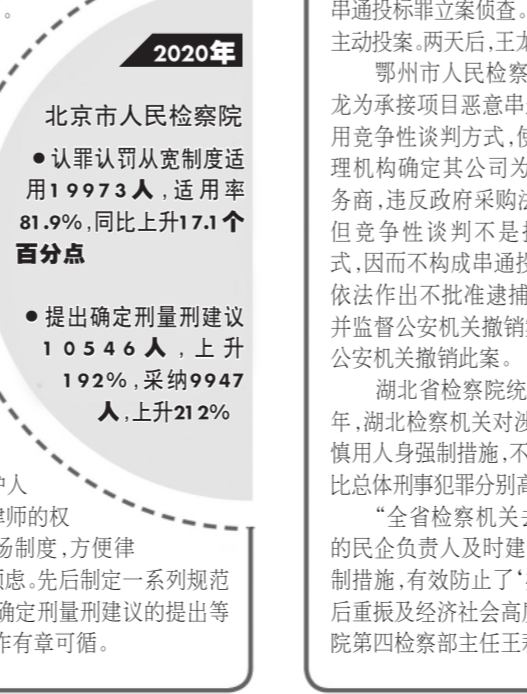 。
2020年
北京市人民检察院
●认罪认罚从宽制度适
用19973人,适用率
81.9%,同比上升17.1个
百分点
●提出确定刑量刑建议
10546人,上升
192%,采纳9947
人,上升212%
人
律师的权
制度,方便律
虑。先后制定一系列规范
确定刑量刑建议的提出等
作有章可循。
串通投标罪立案侦查。
主动投案。两天后,王龙
鄂州市人民检察
龙为承接项目恶意串
用竞争性谈判方式,使
理机构确定其公司为
务商,违反政府采购法
但竞争性谈判不是招
式,因而不构成串通投
依法作出不批准逮捕
并监督公安机关撤销
公安机关撤销此案。
湖北省检察院统
年,湖北检察机关对涉
慎用人身强制措施,不
比总体刑事犯罪分别高
“全省检察机关
的民企负责人及时建
制措施,有效防止了‘
后重振及经济社会高
院第四检察部主任王